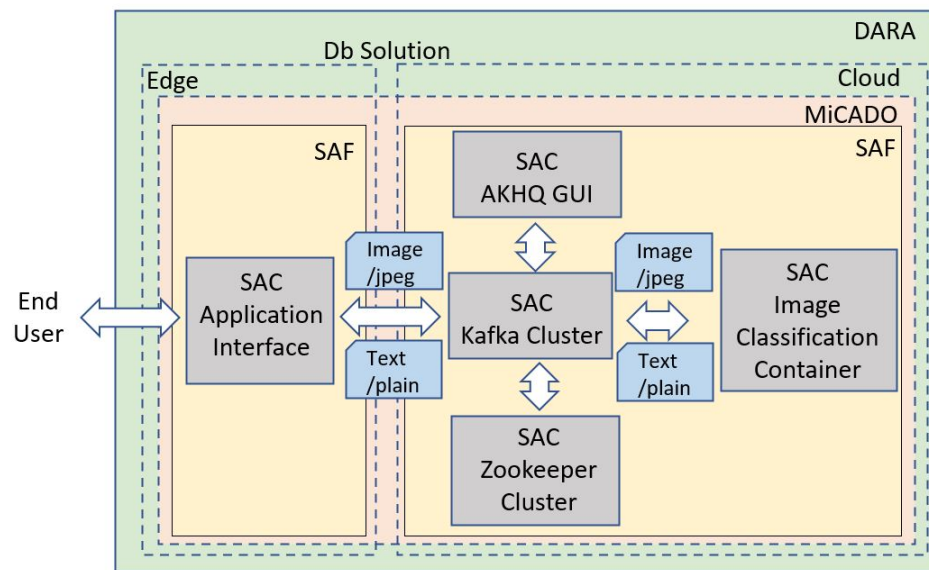 DARA
Db Solution
Edge
Cloud
MiCADO
SAF
SAF
SAC
AKHQ GUI
Image
/jpeg
Image
/jpeg
End
User
SAC
Application
Interface
SAC
Kafka Cluster
SAC
Image
Classification
Container
Text
/plain
Text
/plain
SAC
Zookeeper
Cluster